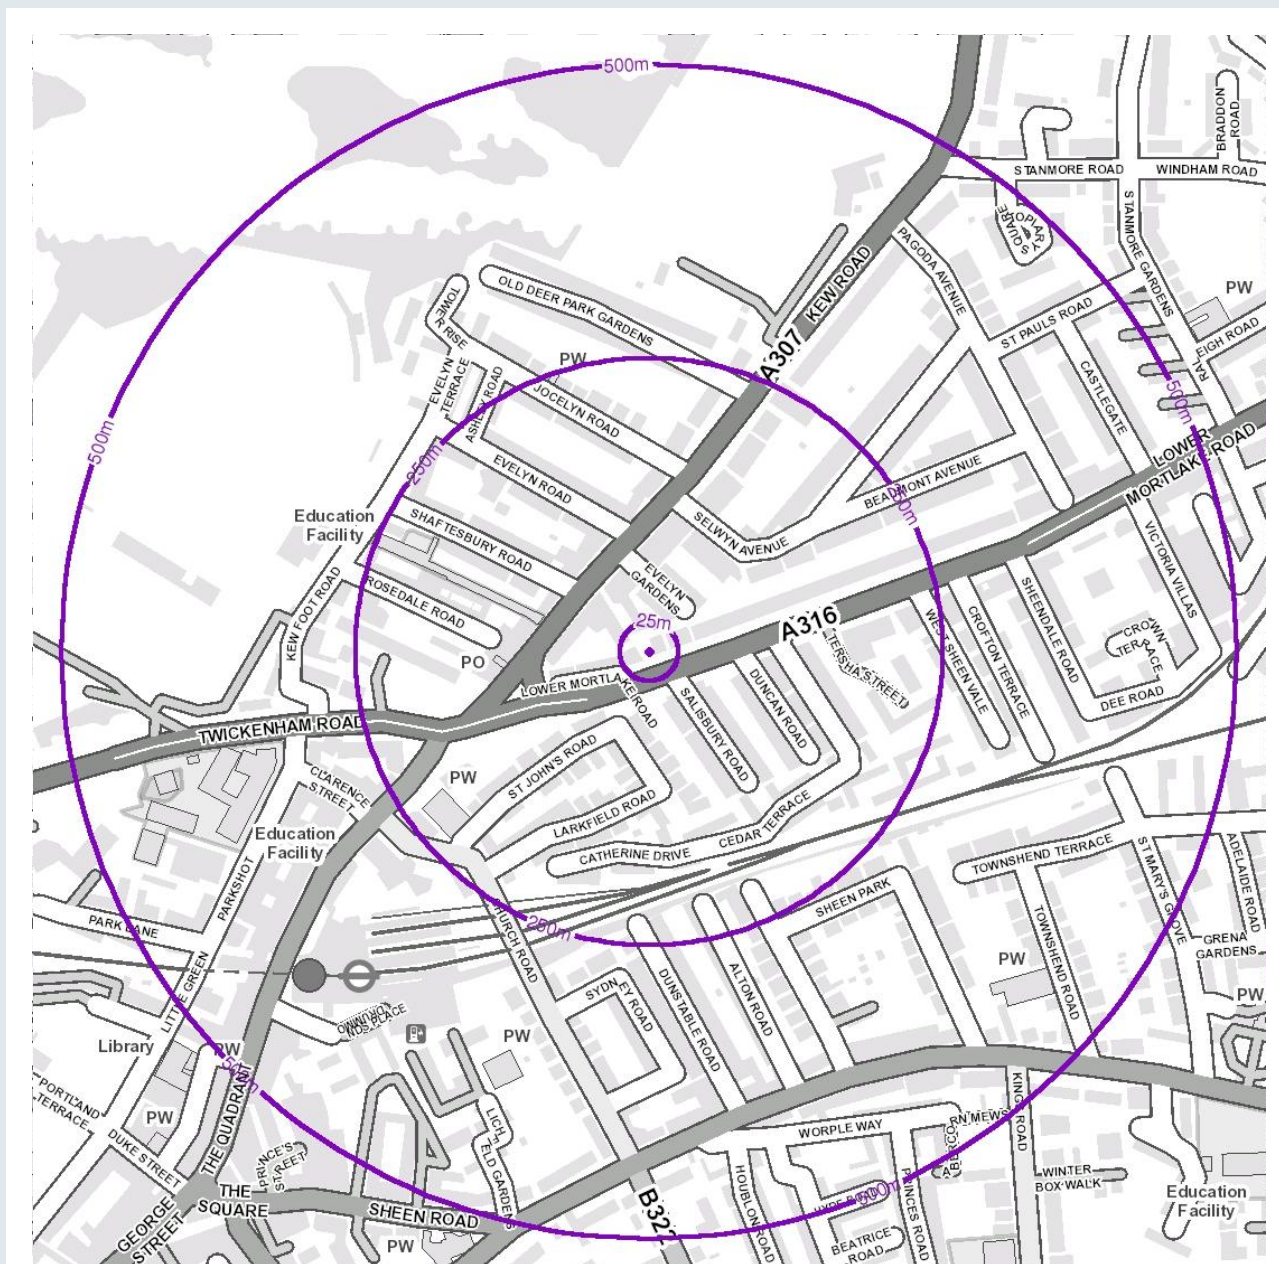 500m
BRADDON
ROAD
STANMORE ROAD
WINDHAM ROAD
TOPIARY
SQUARE
STANMORE GARDENS
PAGODA AVENUE
KEW ROAD
A307
OLD DEER PARK GARDENS
TOWER RISE
PW
ST PAULS ROAD
PW
EVELYN
TERRACE
ASHLEY ROAD
PW
JOCELYN ROAD
CASTLEGATE
500m
500m
250m
LOWER
MORTLAKE ROAD
EVELYN ROAD
BEAUMONT AVENUE
250m
Education
Facility
SHAFTESBURY ROAD
SELWYN AVENUE
VICTORIA VILLAS
ROSEDALE ROAD
EVELYN
GARDENS
KEW FOOT ROAD
25m
A316
WEST SHEEN VALE
CROFTON TERRACE
SHEENDALE ROAD
PO
LOWER MORTLAKE ROAD
SALISBURY ROAD
DUNCAN ROAD
STREET
DEE ROAD
TWICKENHAM ROAD
CLARENCE
STREET
PW
ST JOHN'S ROAD
LARKFIELD ROAD
CATHERINE DRIVE
CEDAR TERRACE
Education
Facility
PARKSHOT
TOWNSHEND TERRACE
ST MARY'S GROVE
ADELAIDE ROAD
SHEEN PARK
PARK LANE
CHURCH ROAD
250m
TOWNSHEND ROAD
GRENA
GARDENS
PW
PW
LITTLE GREEN
SYDNEY ROAD
DUNSTABLE ROAD
ALTON ROAD
PLACE
PW
Library
PW
500m
PORTLAND
TERRACE
PW
DUKE STREET
THE QUADRANT
PRINCE'S
STREET
KINGS ROAD
WORPLE WAY
THE
SQUARE
GEORGE
STREET
SHEEN ROAD
PW
B322
HOUBLON ROAD
500m
PRINCES ROAD
BEATRICE
ROAD
WINTER
BOX WALK
Education
Facility